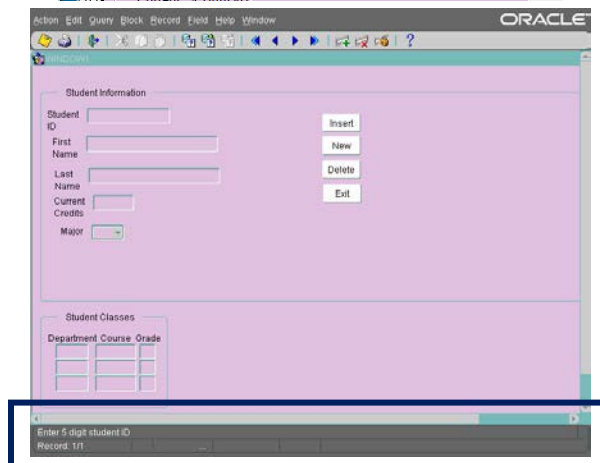 Action Edit Query Block Record Field Help Window
ORACLE
WINDOW1
Student Information
Student
ID
First
Name
Last
Name
Current
Credits
Major
Insert
New
Delete
Exit
Student Classes
Department Course Grade
Enter 5 digit student ID
Record: 1/1
...